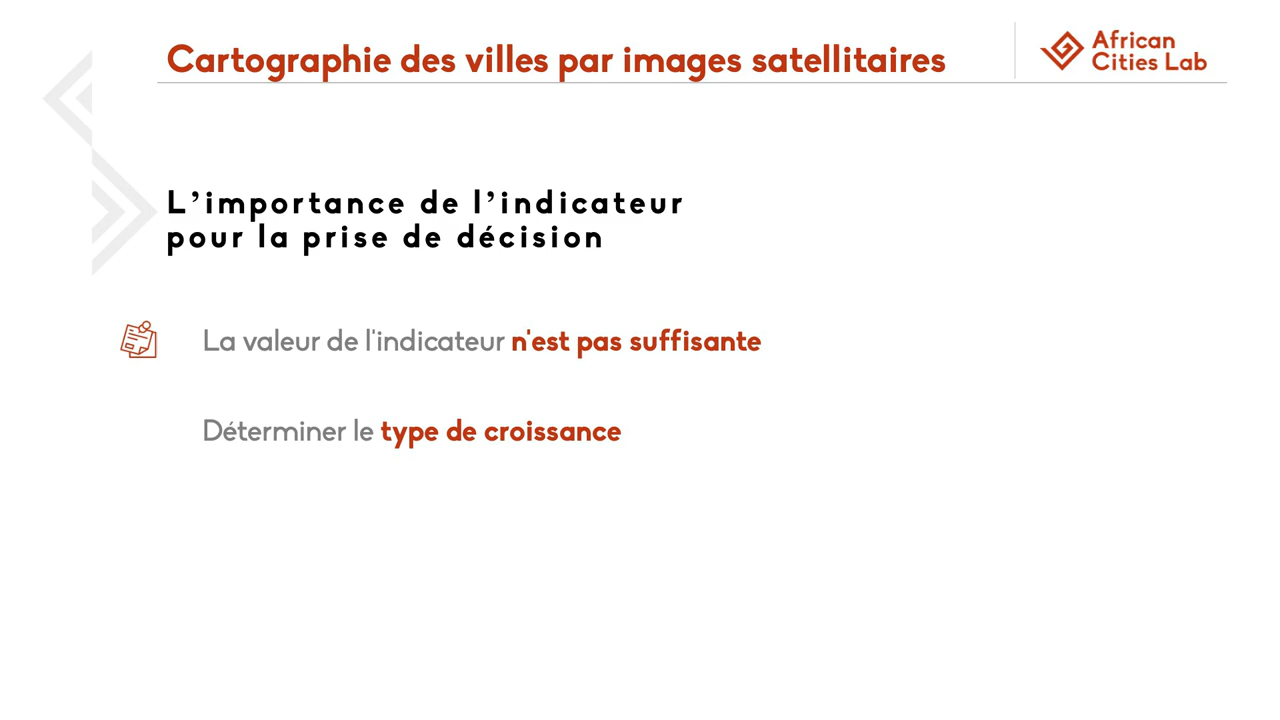 Cartographie des villes par images satellitaires
African
Cities Lab
L’importance de l’indicateur
pour la prise de décision
La valeur de l'indicateur n'est pas suffisante
Déterminer le type de croissance